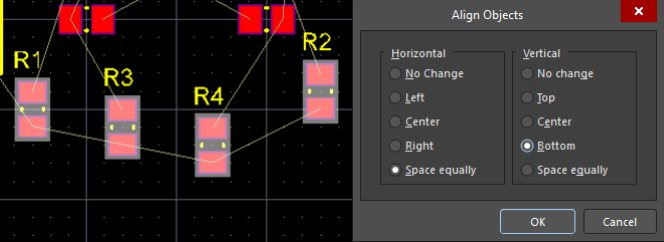 Align Objects
R1
R3
R4
R2
Horizontal
No Change
Left
Center
Right
Space equally
Vertical
No change
Top
Center
Bottom
Space equally
OK
Cancel